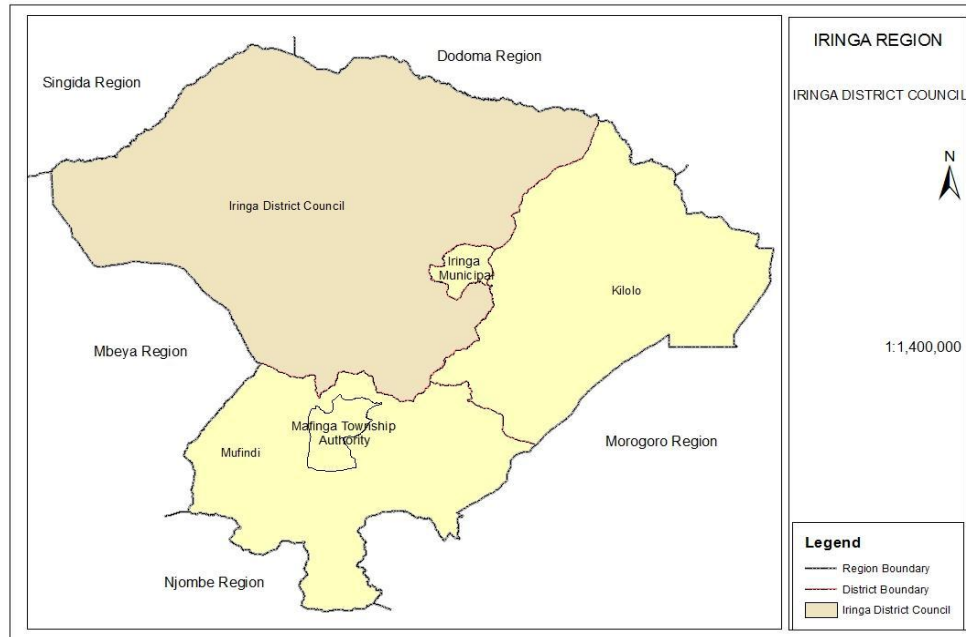 Singida Region
Dodoma Region
Iringa District Council
Iringa
Municipal
Kilolo
Mbeya Region
Mafinga Township
Authority
Mufindi
Morogoro Region
Njombe Region
IRINGA REGION
IRINGA DISTRICT COUNCIL
N
1:1,400,000
Legend
Region Boundary
District Boundary
Iringa District Council